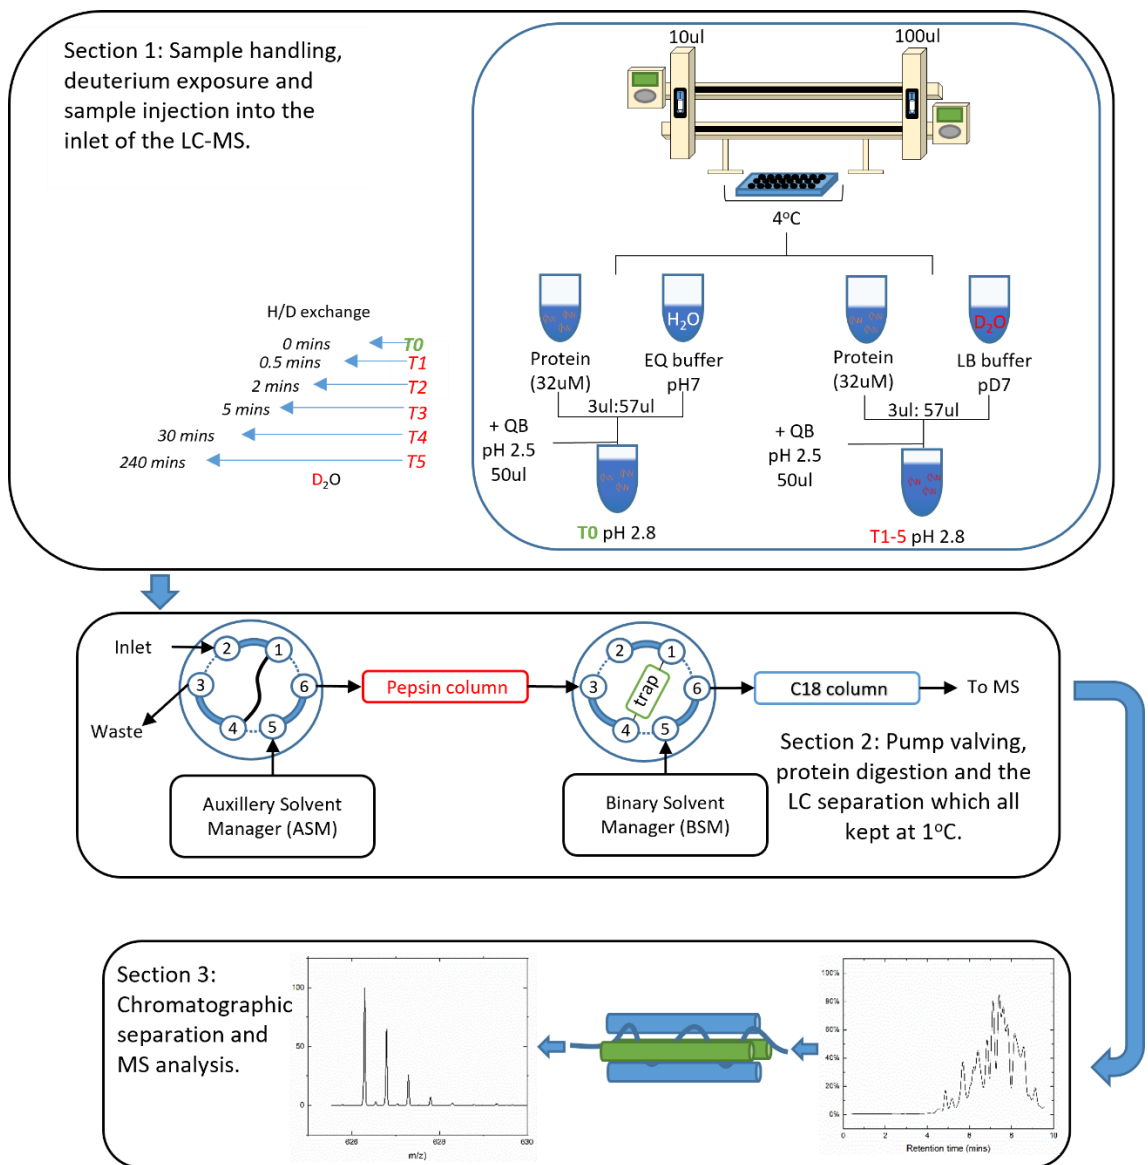 Section 1: Sample handling,
deuterium exposure and
sample injection into the
inlet of the LC-MS.
10ul
100ul
4°C
H/D exchange
0 mins
T0
0.5 mins
T1
2 mins
T2
5 mins
T3
30 mins
T4
240 mins
T5
D₂O
H₂O
D₂O
Protein
(32uM)
EQ buffer
pH7
Protein
(32uM)
LB buffer
pD7
3ul:57ul
3ul: 57ul
+ QB
pH 2.5
50ul
+ QB
pH 2.5
50ul
T0 pH 2.8
T1-5 pH 2.8
Inlet
2
1
3
6
4
5
Waste
Pepsin column
2
1
3
trap
6
4
5
C18 column
To MS
Auxillery Solvent
Manager (ASM)
Binary Solvent
Manager (BSM)
Section 2: Pump valving,
protein digestion and the
LC separation which all
kept at 1°C.
Section 3:
Chromatographic
separation and
MS analysis.
100
50
0
626
628
630
m/z)
100%
80%
60%
40%
20%
0%
0
2
4
6
8
10
Retention time (mins)